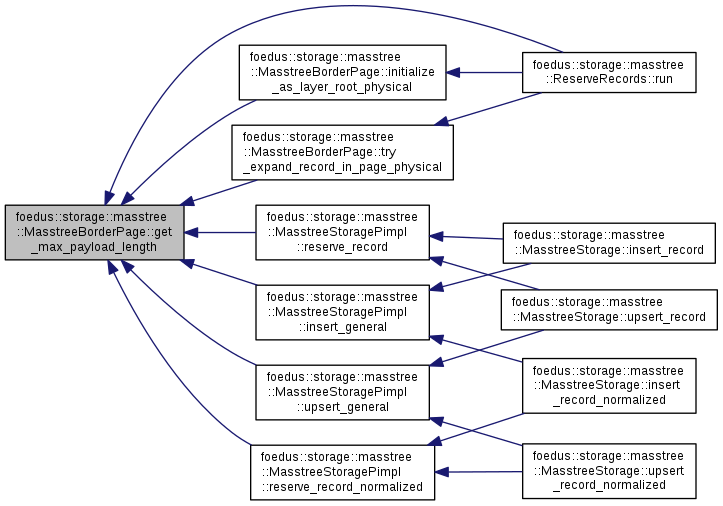 foedus::storage::masstree
::MasstreeBorderPage::get
_max_payload_length
foedus::storage::masstree
::MasstreeBorderPage::initialize
_as_layer_root_physical
foedus::storage::masstree
::MasstreeBorderPage::try
_expand_record_in_page_physical
foedus::storage::masstree
::MasstreeStoragePimpl
::reserve_record
foedus::storage::masstree
::MasstreeStoragePimpl
::insert_general
foedus::storage::masstree
::MasstreeStoragePimpl
::upsert_general
foedus::storage::masstree
::MasstreeStoragePimpl
::reserve_record_normalized
foedus::storage::masstree
::ReserveRecords::run
foedus::storage::masstree
::MasstreeStorage::insert_record
foedus::storage::masstree
::MasstreeStorage::upsert_record
foedus::storage::masstree
::MasstreeStorage::insert
_record_normalized
foedus::storage::masstree
::MasstreeStorage::upsert
_record_normalized